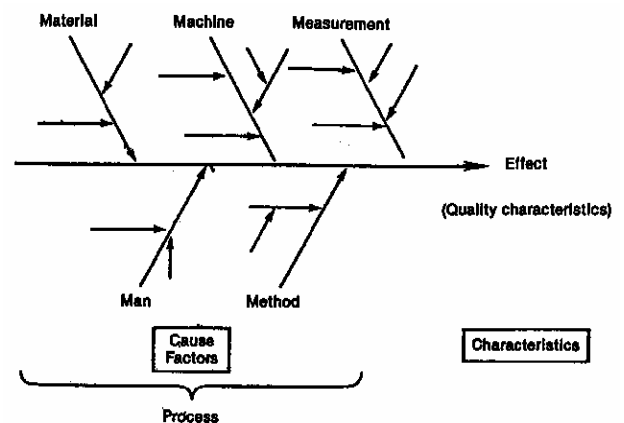 Material
Machine
Measurement
Effect
(Quality characteristics)
Man
Method
Cause
Factors
Characteristics
Process